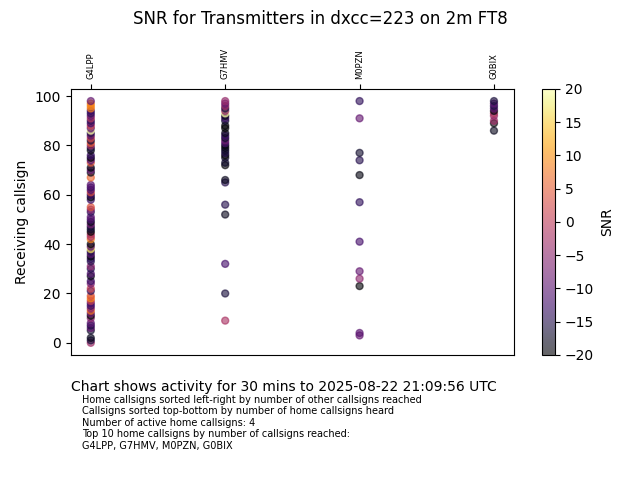 SNR for Transmitters in dxcc=223 on 2m FT8
G4LPP
G7HMV
M0PZN
G0BIX
100
80
60
40
20
0
Receiving callsign
20
15
10
5
0
−5
−10
−15
−20
SNR
Chart shows activity for 30 mins to 2025-08-22 21:09:56 UTC
Home callsigns sorted left-right by number of other callsigns reached
Callsigns sorted top-bottom by number of home callsigns heard
Number of active home callsigns: 4
Top 10 home callsigns by number of callsigns reached:
G4LPP, G7HMV, M0PZN, G0BIX